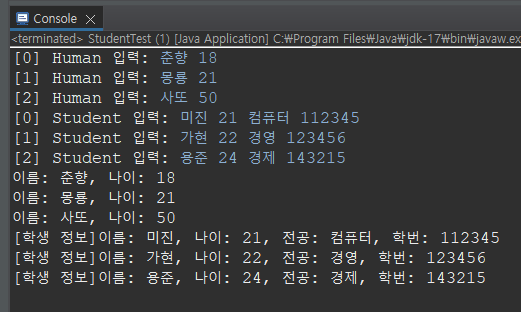 Console
<terminated> StudentTest (1) [Java Application] C:₩Program Files₩Java₩jdk-17₩bin₩javaw.ex
[0] Human 입력: 춘향 18
[1] Human 입력: 몽룡 21
[2] Human 입력: 사또 50
[0] Student 입력: 미진 21 컴퓨터 112345
[1] Student 입력: 가현 22 경영 123456
[2] Student 입력: 용준 24 경제 143215
이름: 춘향, 나이: 18
이름: 몽룡, 나이: 21
이름: 사또, 나이: 50
[학생 정보]이름: 미진, 나이: 21, 전공: 컴퓨터, 학번: 112345
[학생 정보]이름: 가현, 나이: 22, 전공: 경영, 학번: 123456
[학생 정보]이름: 용준, 나이: 24, 전공: 경제, 학번: 143215